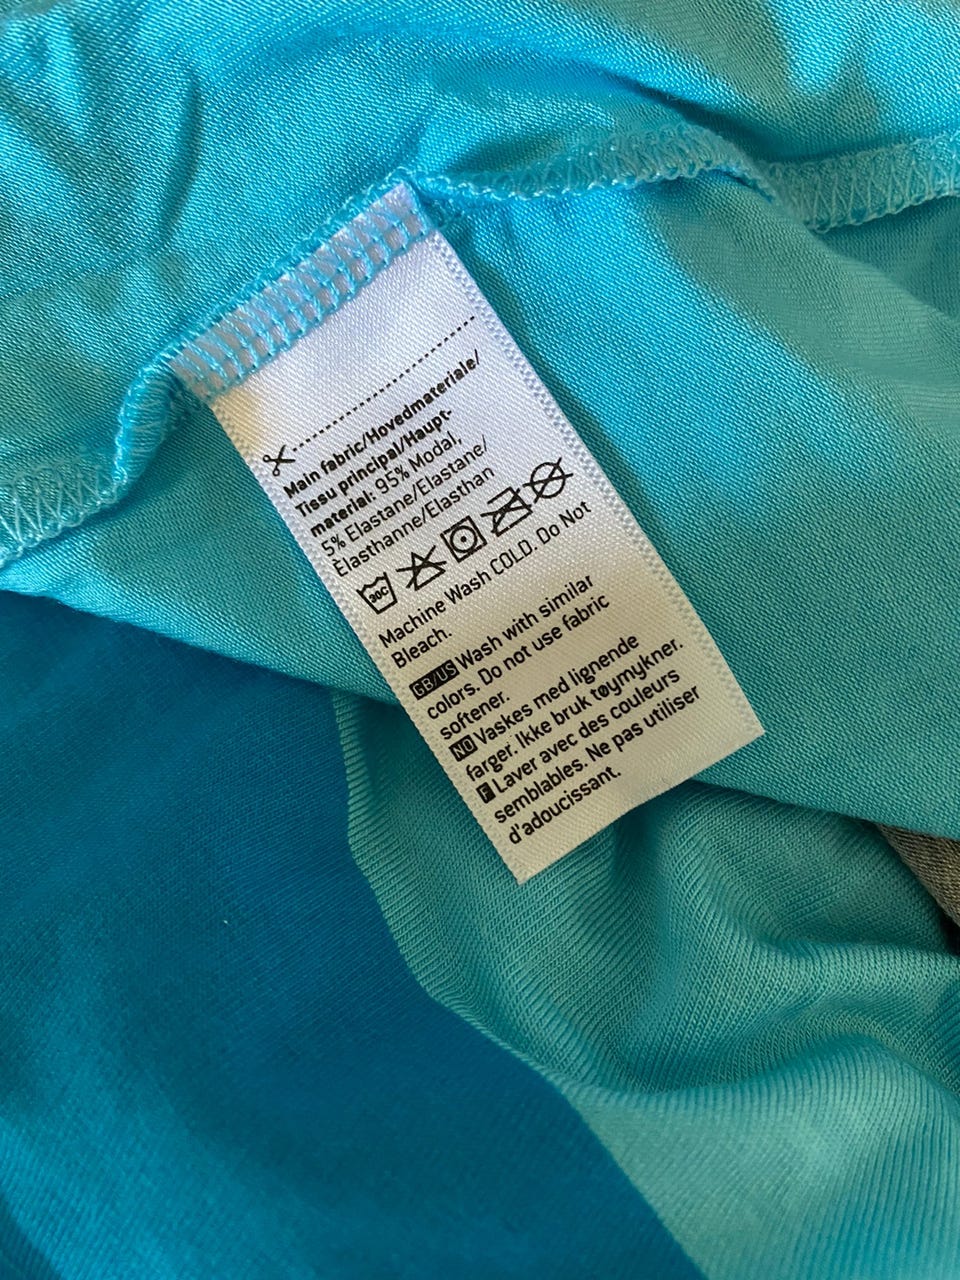 Main fabric/Hovedmateriale/
Tissu principal/Haupt-
material: 95% Modal,
5% Elastane/Elastane/
Èlasthanne/Elasthan
30C
Machine Wash COLD. Do Not
Bleach.
GB/US Wash with similar
colors. Do not use fabric
softener.
NO Vaskes med lignende
farger. Ikke bruk tøymykner.
F Laver avec des couleurs
semblables. Ne pas utiliser
d'adoucissant.